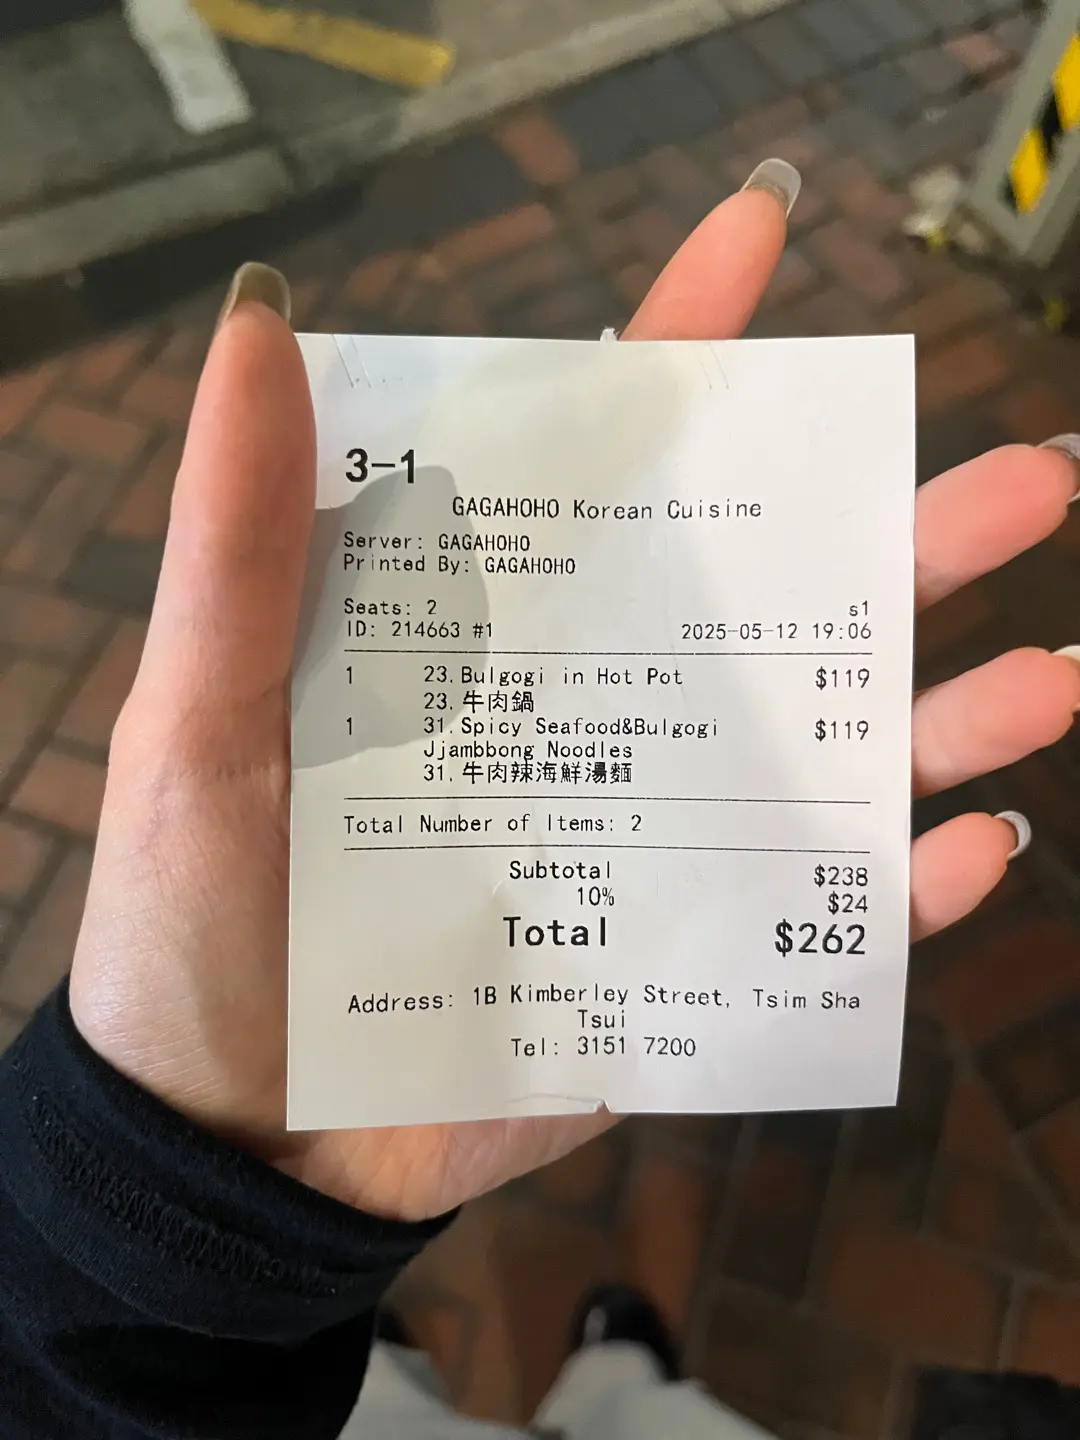 3-1
GAGAHOHO Korean Cuisine
Server: GAGAHOHO
Printed By: GAGAHOHO
Seats: 2 s1
ID: 214663 #1 2025-05-12 19:06
1 23. Bulgogi in Hot Pot $119
23. 牛肉鍋
1 31. Spicy Seafood&Bulgogi $119
Jjambbong Noodles
31. 牛肉辣海鮮湯麵
Total Number of Items: 2
Subtotal $238
10% $24
Total $262
Address: 1B Kimberley Street, Tsim Sha
Tsui
Tel: 3151 7200